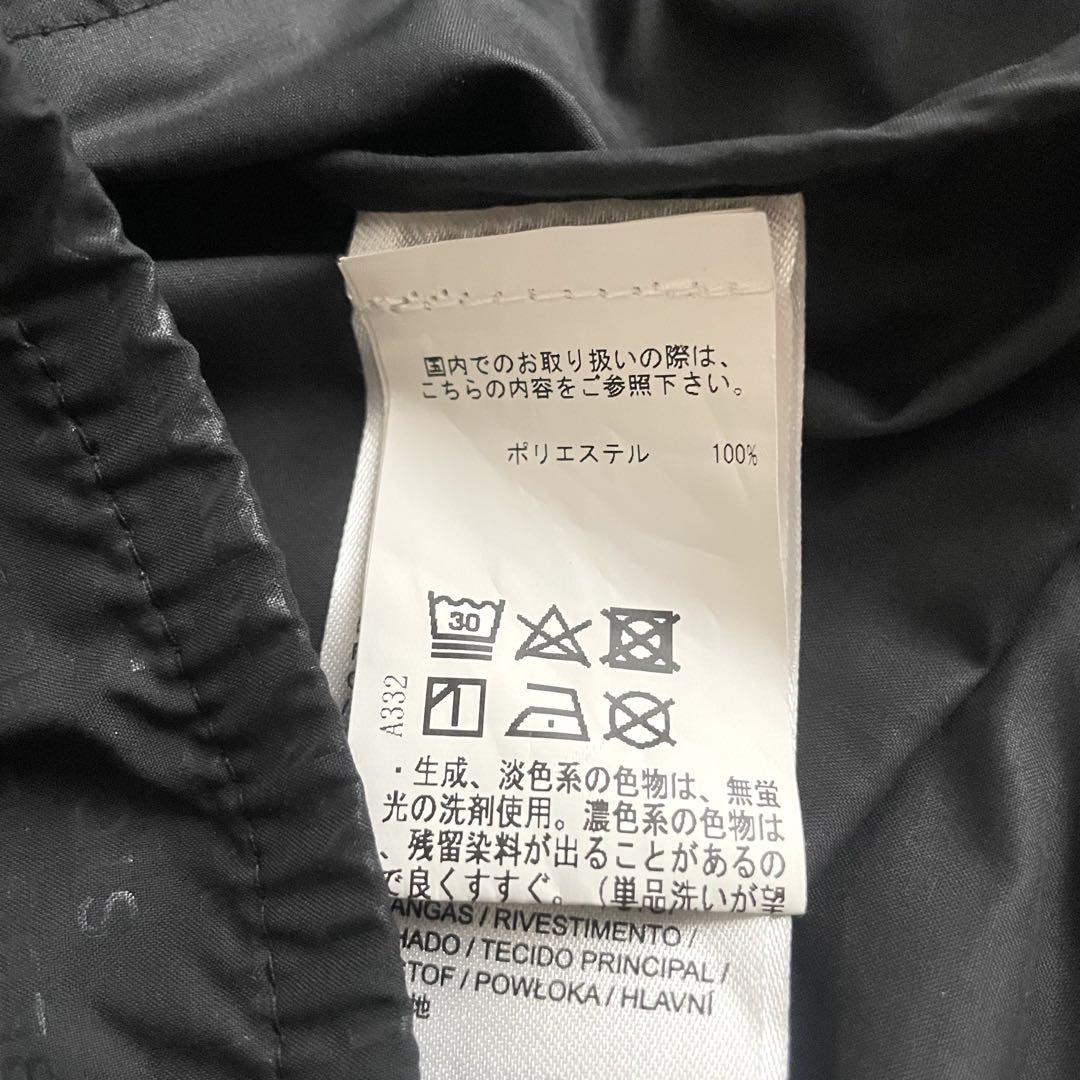 国内でのお取り扱いの際は、
こちらの内容をご参照下さい。
ポリエステル 100%
30
A332
・生成、淡色系の色物は、無蛍
光の洗剤使用。濃色系の色物は
、残留染料が出ることがあるの
で良くすすぐ。（単品洗いが望
ANGAS / RIVESTIMENTO /
HADO / TECIDO PRINCIPAL /
STOF / POWŁOKA / HLAVNÍ
地
S